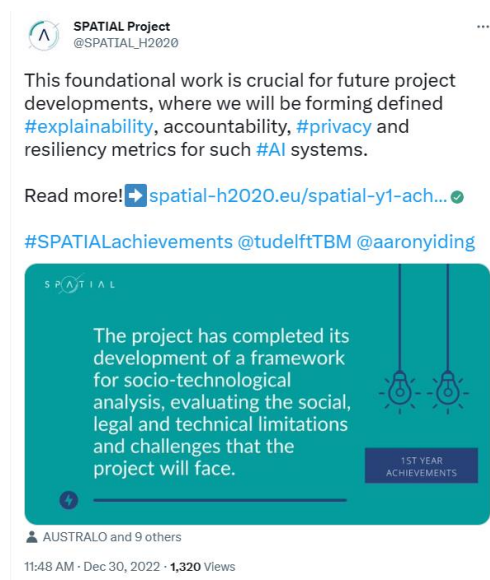 SPATIAL Project
@SPATIAL_H2020
This foundational work is crucial for future project
developments, where we will be forming defined
#explainability, accountability, #privacy and
resiliency metrics for such #AI systems.
Read more!➡spatial-h2020.eu/spatial-y1-ach...
#SPATIALachievements @tudelftTBM @aaronyiding
SPATIAL
The project has completed its
development of a framework
for socio-technological
analysis, evaluating the social,
legal and technical limitations
and challenges that the
project will face.
1ST YEAR
ACHIEVEMENTS
AUSTRALO and 9 others
11:48 AM · Dec 30, 2022 · 1,320 Views